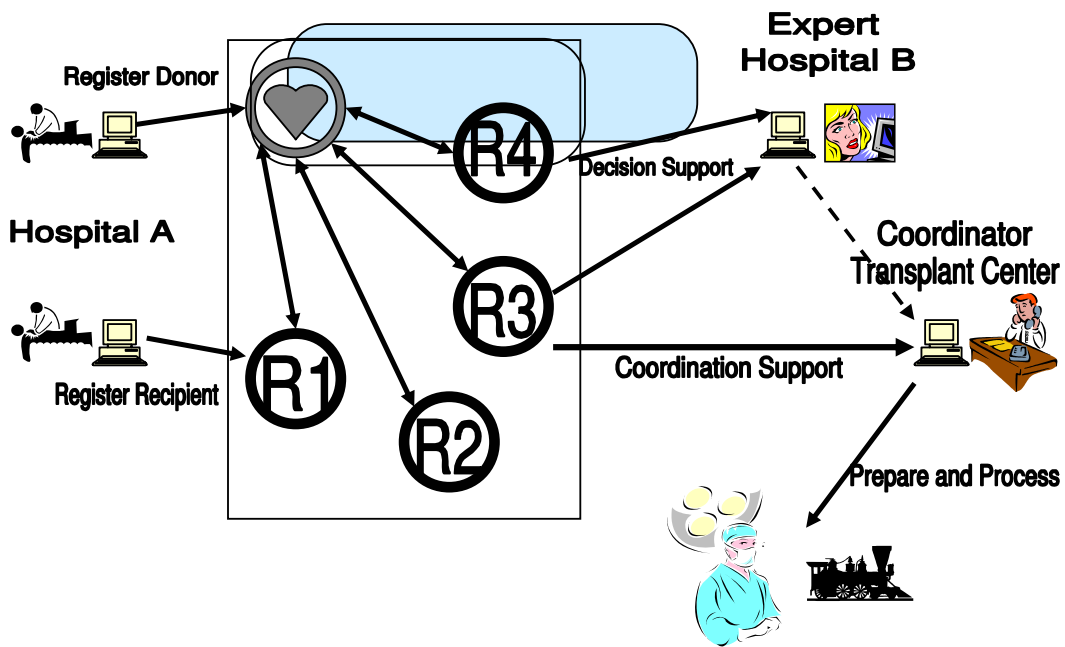 Expert
Hospital B
Register Donor
R4
Decision Support
Hospital A
Coordinator
Transplant Center
R3
R1
Coordination Support
Register Recipient
R2
Prepare and Process